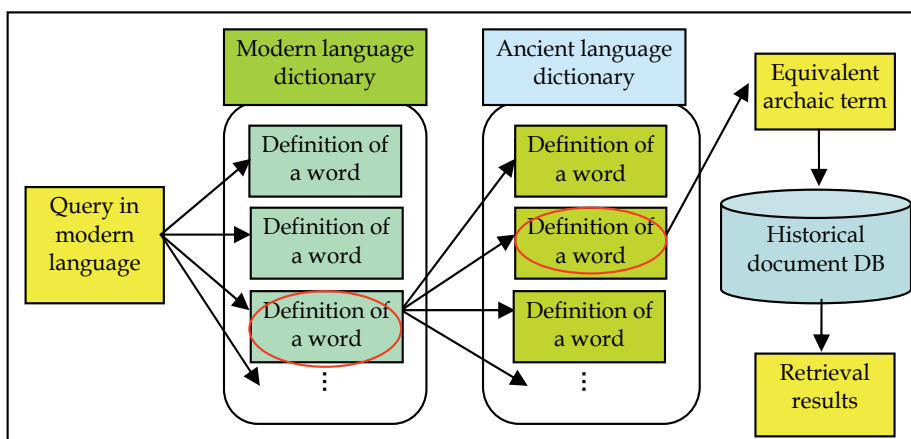 Query in
modern
language
Modern language
dictionary
Definition of
a word
Definition of
a word
Definition of
a word
...
Ancient language
dictionary
Definition of
a word
Definition of
a word
Definition of
a word
...
Equivalent
archaic term
Historical
document DB
Retrieval
results